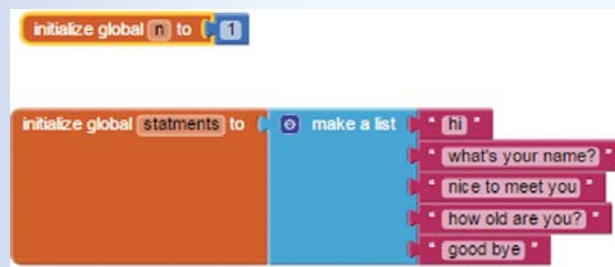 initialize global n to 1
initialize global statments to make a list " hi "
" what's your name? "
" nice to meet you "
" how old are you? "
" good bye "